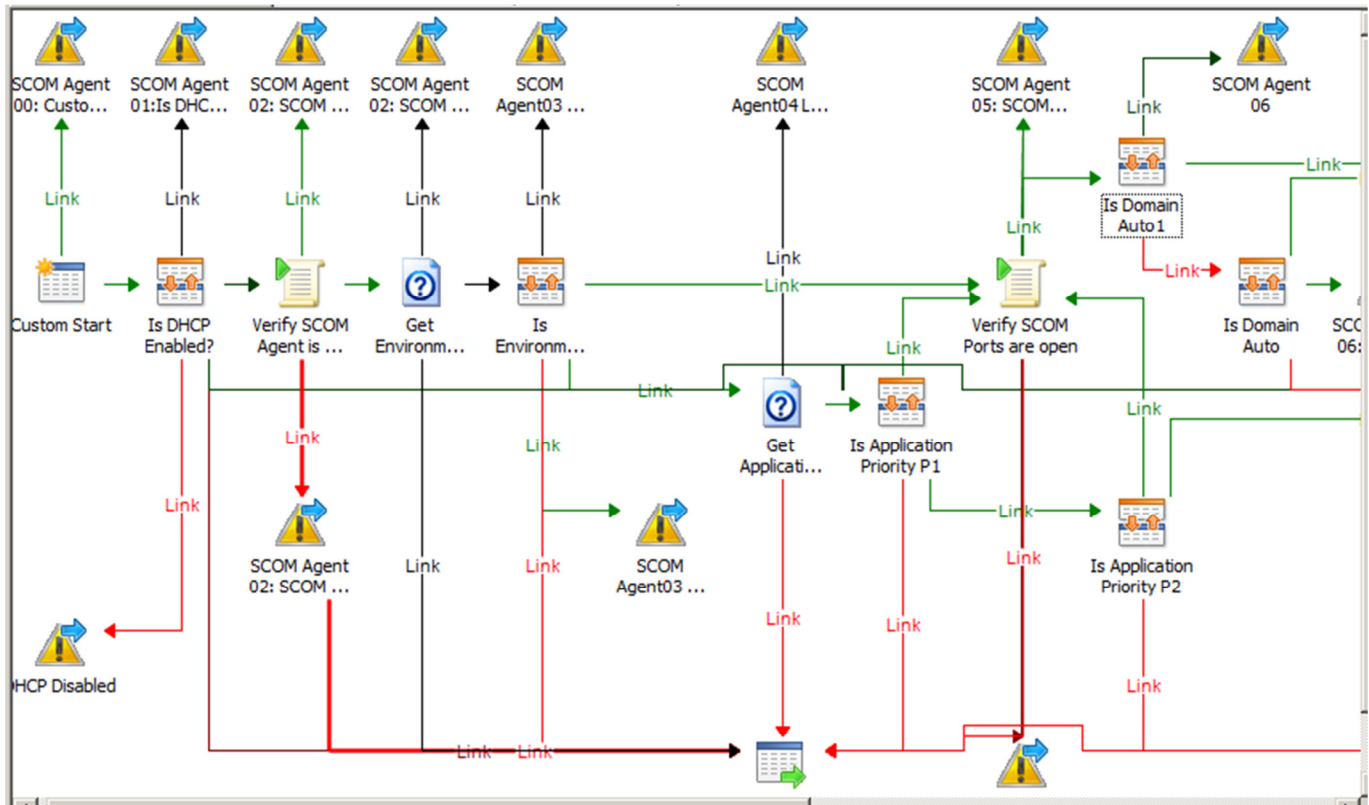 SCOM Agent
00: Custo...
SCOM Agent
01:Is DHC...
SCOM Agent
02: SCOM ...
SCOM Agent
02: SCOM ...
SCOM
Agent03 ...
SCOM
Agent04 L...
SCOM Agent
05: SCOM...
SCOM Agent
06
Link
Link
Link
Link
Link
Link
Link
Link
Link
Is Domain
Auto1
Link
Link
Link
Custom Start
Is DHCP
Enabled?
Verify SCOM
Agent is ...
Get
Environm...
Is
Environm...
Verify SCOM
Ports are open
Is Domain
Auto
SCO
06:
Link
Link
Link
Link
Link
Get
Applicati...
Is Application
Priority P1
Link
Link
SCOM Agent
02: SCOM ...
Link
Link
SCOM
Agent03 ...
Link
Is Application
Priority P2
Link
Link
HCP Disabled
Link
Link
Link